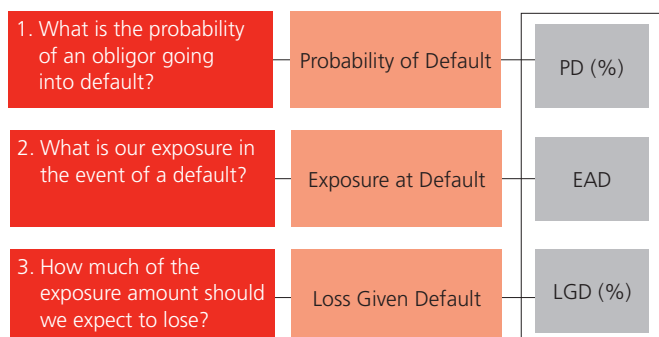 1. What is the probability
of an obligor going
into default?
Probability of Default
PD (%)
2. What is our exposure in
the event of a default?
Exposure at Default
EAD
3. How much of the
exposure amount should
we expect to lose?
Loss Given Default
LGD (%)